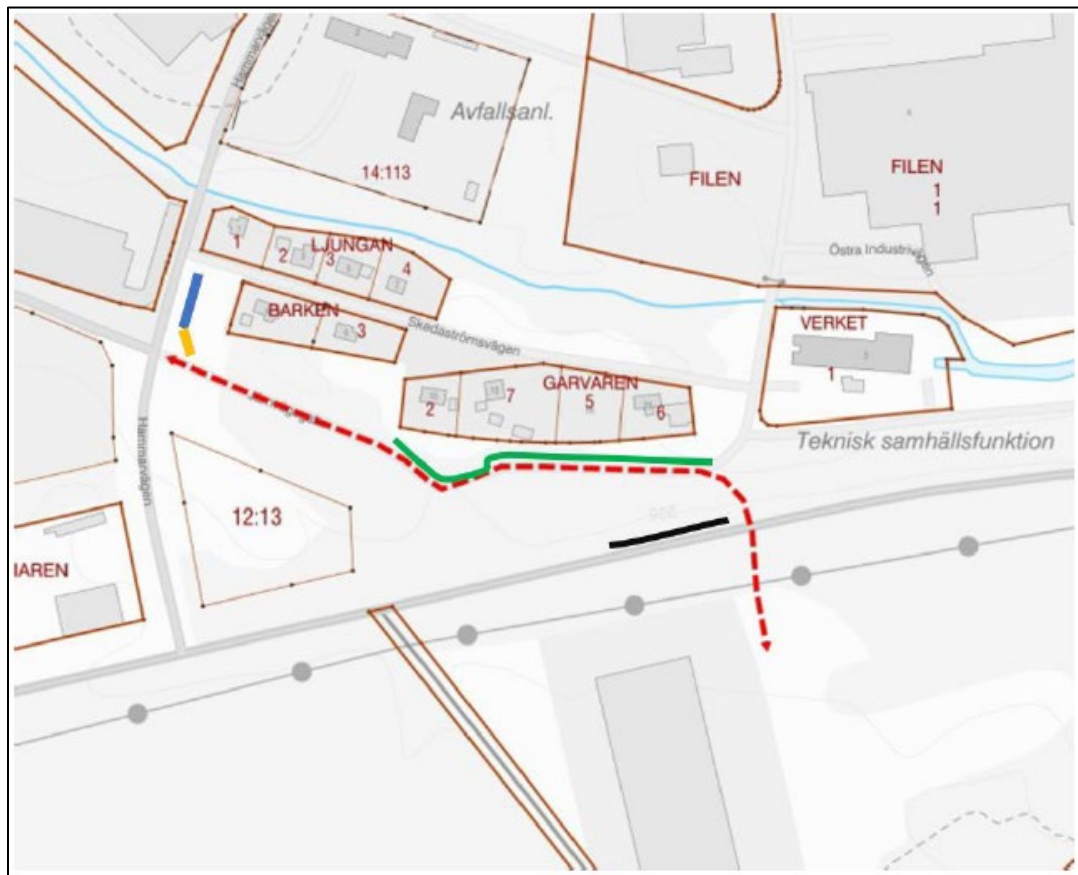 Hammarvägen
Avfallsanl.
14:113
FILEN
FILEN
1
1
Östra Industrivägen
1
LJUNGAN
2
3
4
BARKEN
3
Skedaströmsvägen
VERKET
1
GARVAREN
2
7
5
6
Teknisk samhällsfunktion
Hammarvägen
12:13
IAREN